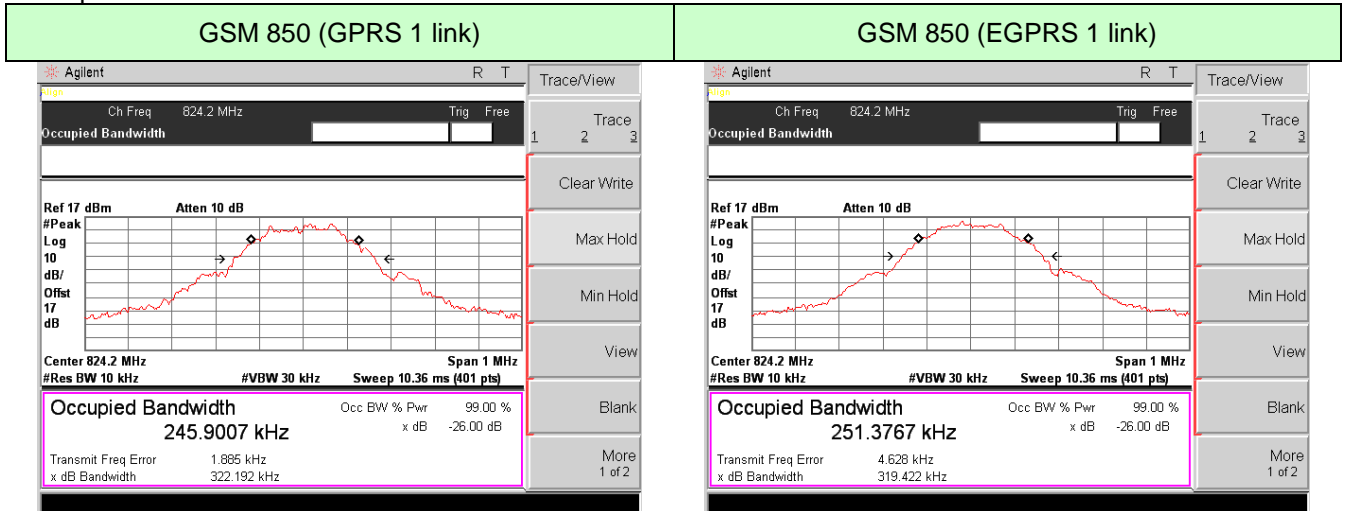 GSM 850 (GPRS 1 link)
Agilent
R T
Trace/View
Ch Freq 824.2 MHz
Trig Free
Occupied Bandwidth
Trace
1 2 3
Clear Write
Ref 17 dBm
Atten 10 dB
#Peak
Log
10
dB/
Offst
17
dB
Max Hold
Min Hold
View
Center 824.2 MHz
Span 1 MHz
#Res BW 10 kHz
#VBW 30 kHz
Sweep 10.36 ms (401 pts)
Occupied Bandwidth
245.9007 kHz
Occ BW % Pwr 99.00 %
x dB -26.00 dB
Blank
Transmit Freq Error 1.885 kHz
x dB Bandwidth 322.192 kHz
More
1 of 2
GSM 850 (EGPRS 1 link)
Agilent
R T
Trace/View
Ch Freq 824.2 MHz
Trig Free
Occupied Bandwidth
Trace
1 2 3
Clear Write
Ref 17 dBm
Atten 10 dB
#Peak
Log
10
dB/
Offst
17
dB
Max Hold
Min Hold
View
Center 824.2 MHz
Span 1 MHz
#Res BW 10 kHz
#VBW 30 kHz
Sweep 10.36 ms (401 pts)
Occupied Bandwidth
251.3767 kHz
Occ BW % Pwr 99.00 %
x dB -26.00 dB
Blank
Transmit Freq Error 4.628 kHz
x dB Bandwidth 319.422 kHz
More
1 of 2